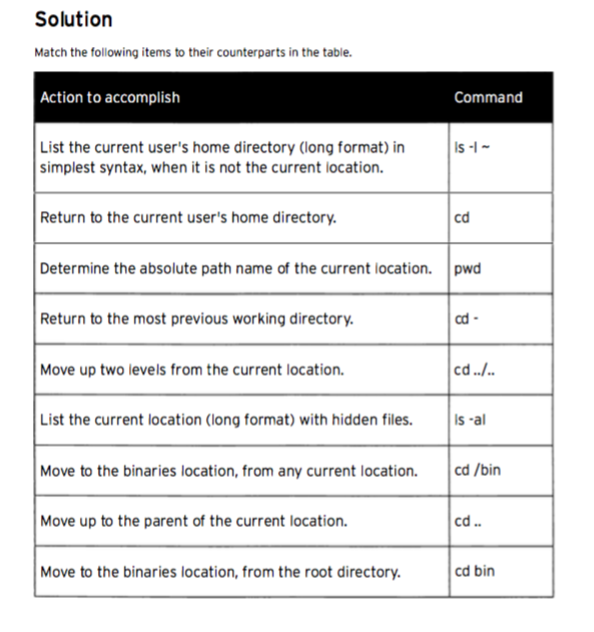 Solution
Match the following items to their counterparts in the table.
Action to accomplish Command
List the current user's home directory (long format) in ls -l ~
simplest syntax, when it is not the current location.
Return to the current user's home directory. cd
Determine the absolute path name of the current location. pwd
Return to the most previous working directory. cd -
Move up two levels from the current location. cd ../..
List the current location (long format) with hidden files. ls -al
Move to the binaries location, from any current location. cd /bin
Move up to the parent of the current location. cd ..
Move to the binaries location, from the root directory. cd bin